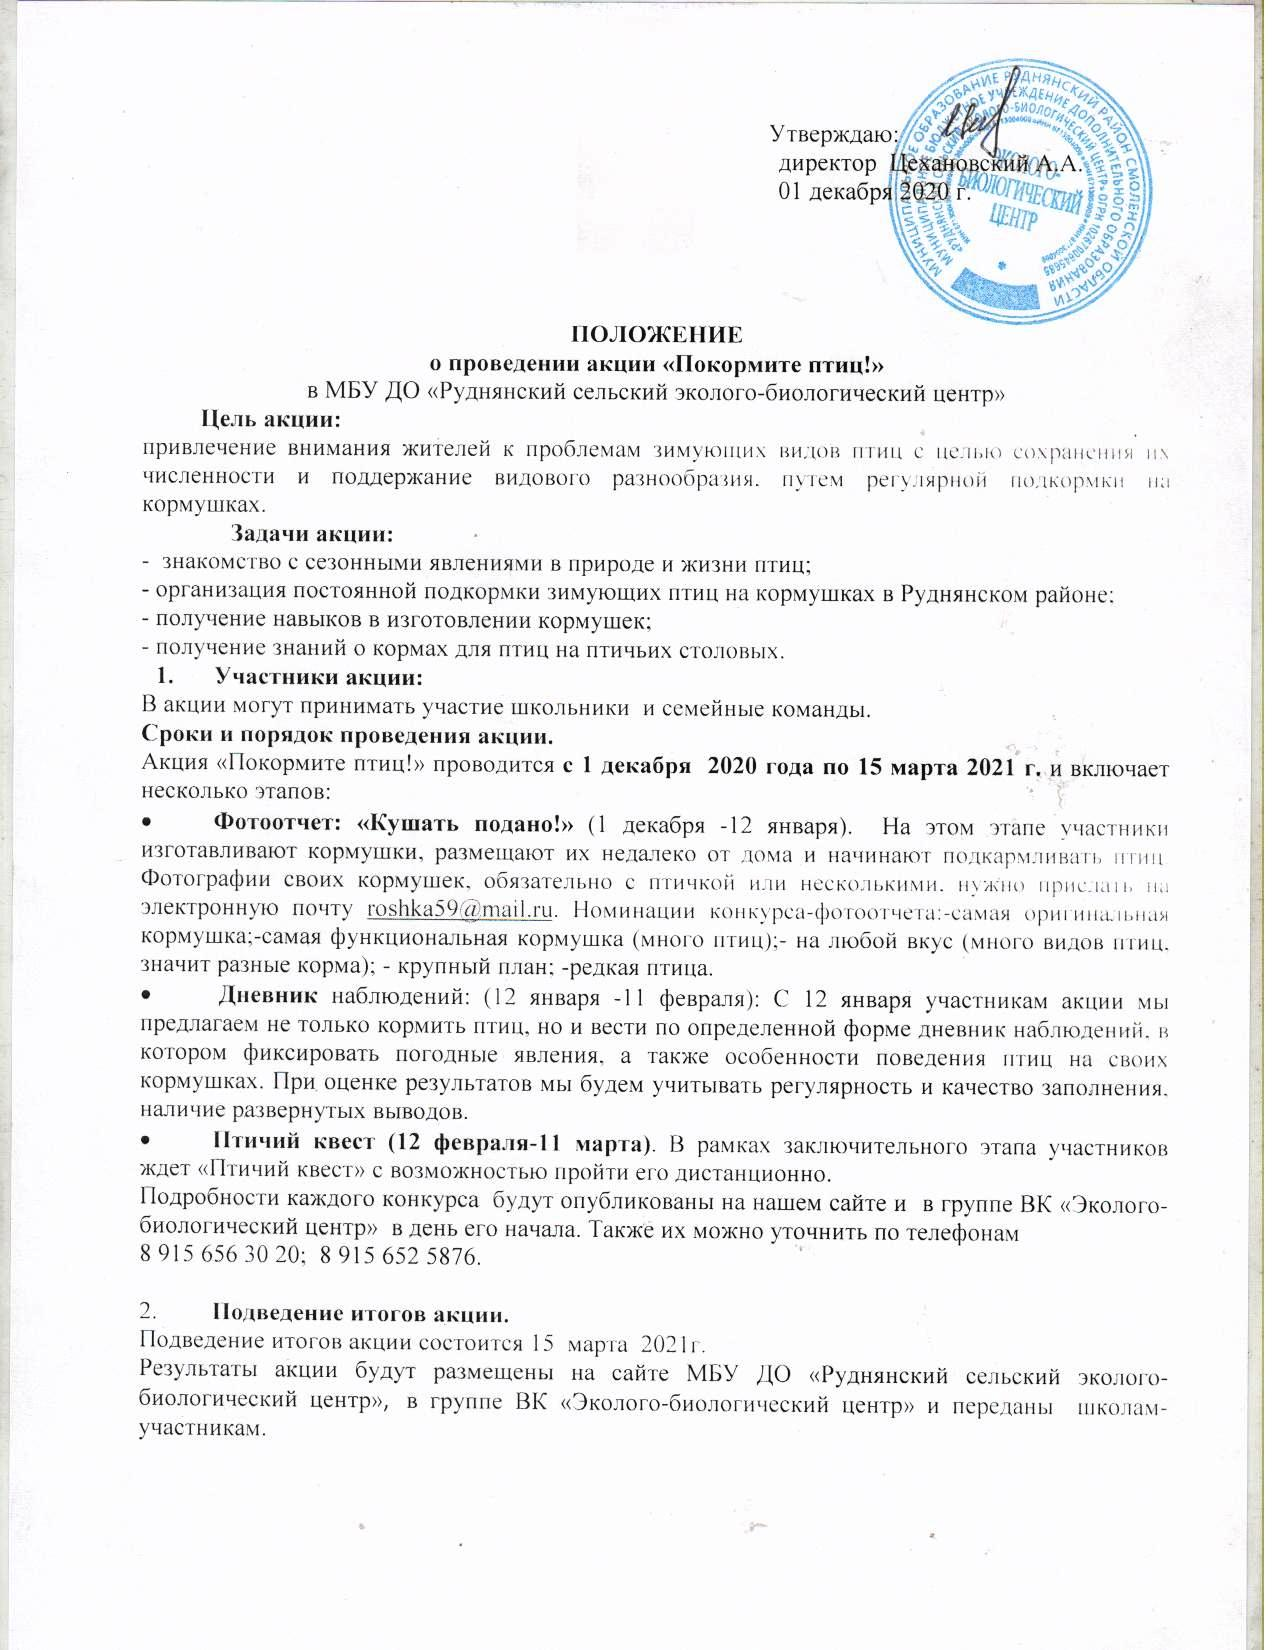 Утверждаю:
директор  Цехановский А.А.
01 декабря 2020 г.
МУНИЦИПАЛЬНОЕ ОБРАЗОВАНИЕ РУДНЯНСКИЙ РАЙОН СМОЛЕНСКОЙ ОБЛАСТИ
ЭКОЛОГО-
БИОЛОГИЧЕСКИЙ
ЦЕНТР
ПОЛОЖЕНИЕ
о проведении акции «Покормите птиц!»
в МБУ ДО «Руднянский сельский эколого-биологический центр»
Цель акции:
привлечение внимания жителей к проблемам зимующих видов птиц с целью сохранения их
численности и поддержание видового разнообразия. путем регулярной подкормки на
кормушках.
Задачи акции:
-  знакомство с сезонными явлениями в природе и жизни птиц;
- организация постоянной подкормки зимующих птиц на кормушках в Руднянском районе;
- получение навыков в изготовлении кормушек;
- получение знаний о кормах для птиц на птичьих столовых.
1. Участники акции:
В акции могут принимать участие школьники  и семейные команды.
Сроки и порядок проведения акции.
Акция «Покормите птиц!» проводится с 1 декабря  2020 года по 15 марта 2021 г. и включает
несколько этапов:
• Фотоотчет: «Кушать подано!» (1 декабря -12 января).  На этом этапе участники
изготавливают кормушки, размещают их недалеко от дома и начинают подкармливать птиц
Фотографии своих кормушек, обязательно с птичкой или несколькими, нужно прислать на
электронную почту roshka59@mail.ru. Номинации конкурса-фотоотчета:-самая оригинальная
кормушка;-самая функциональная кормушка (много птиц);- на любой вкус (много видов птиц,
значит разные корма); - крупный план; -редкая птица.
• Дневник наблюдений: (12 января -11 февраля): С 12 января участникам акции мы
предлагаем не только кормить птиц, но и вести по определенной форме дневник наблюдений, в
котором фиксировать погодные явления, а также особенности поведения птиц на своих
кормушках. При оценке результатов мы будем учитывать регулярность и качество заполнения,
наличие развернутых выводов.
• Птичий квест (12 февраля-11 марта). В рамках заключительного этапа участников
ждет «Птичий квест» с возможностью пройти его дистанционно.
Подробности каждого конкурса  будут опубликованы на нашем сайте и  в группе ВК «Эколого-
биологический центр»  в день его начала. Также их можно уточнить по телефонам
8 915 656 30 20;  8 915 652 5876.
2. Подведение итогов акции.
Подведение итогов акции состоится 15  марта  2021г.
Результаты акции будут размещены на сайте МБУ ДО «Руднянский сельский эколого-
биологический центр», в группе ВК «Эколого-биологический центр» и переданы  школам-
участникам.